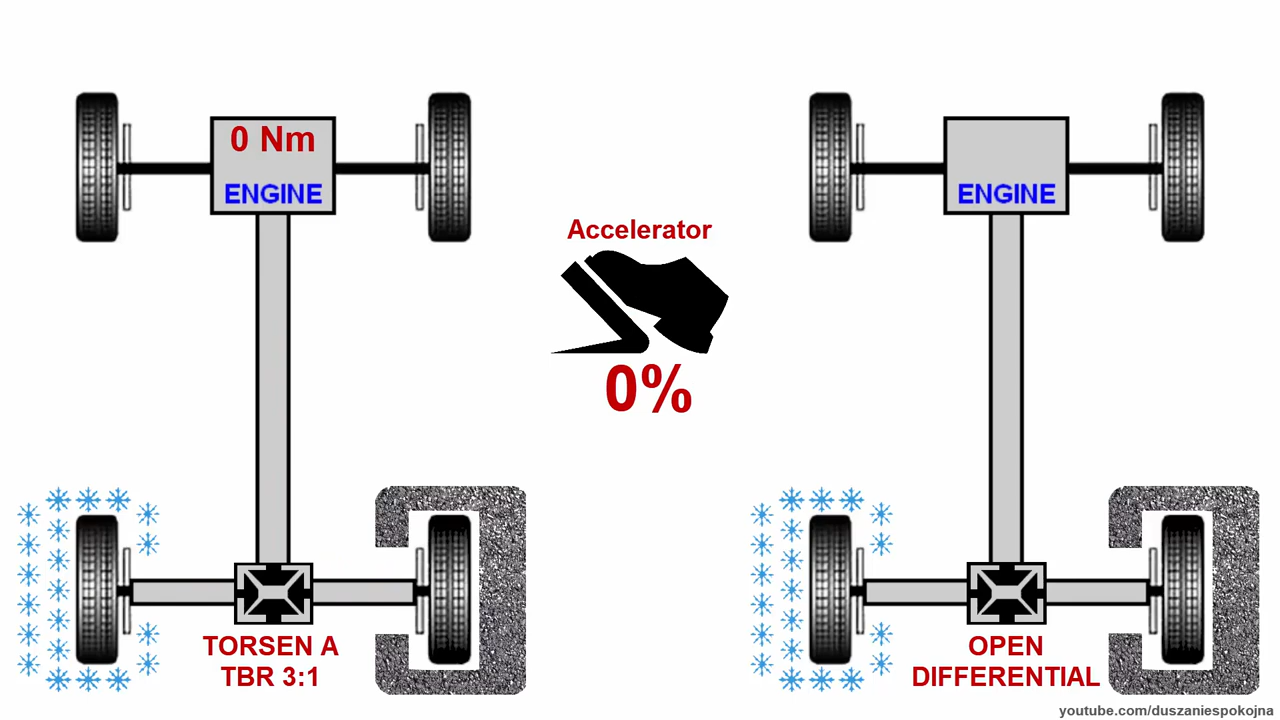 0 Nm
ENGINE
ENGINE
Accelerator
0%
TORSEN A
TBR 3:1
OPEN
DIFFERENTIAL
youtube.com/duszaniespokojna